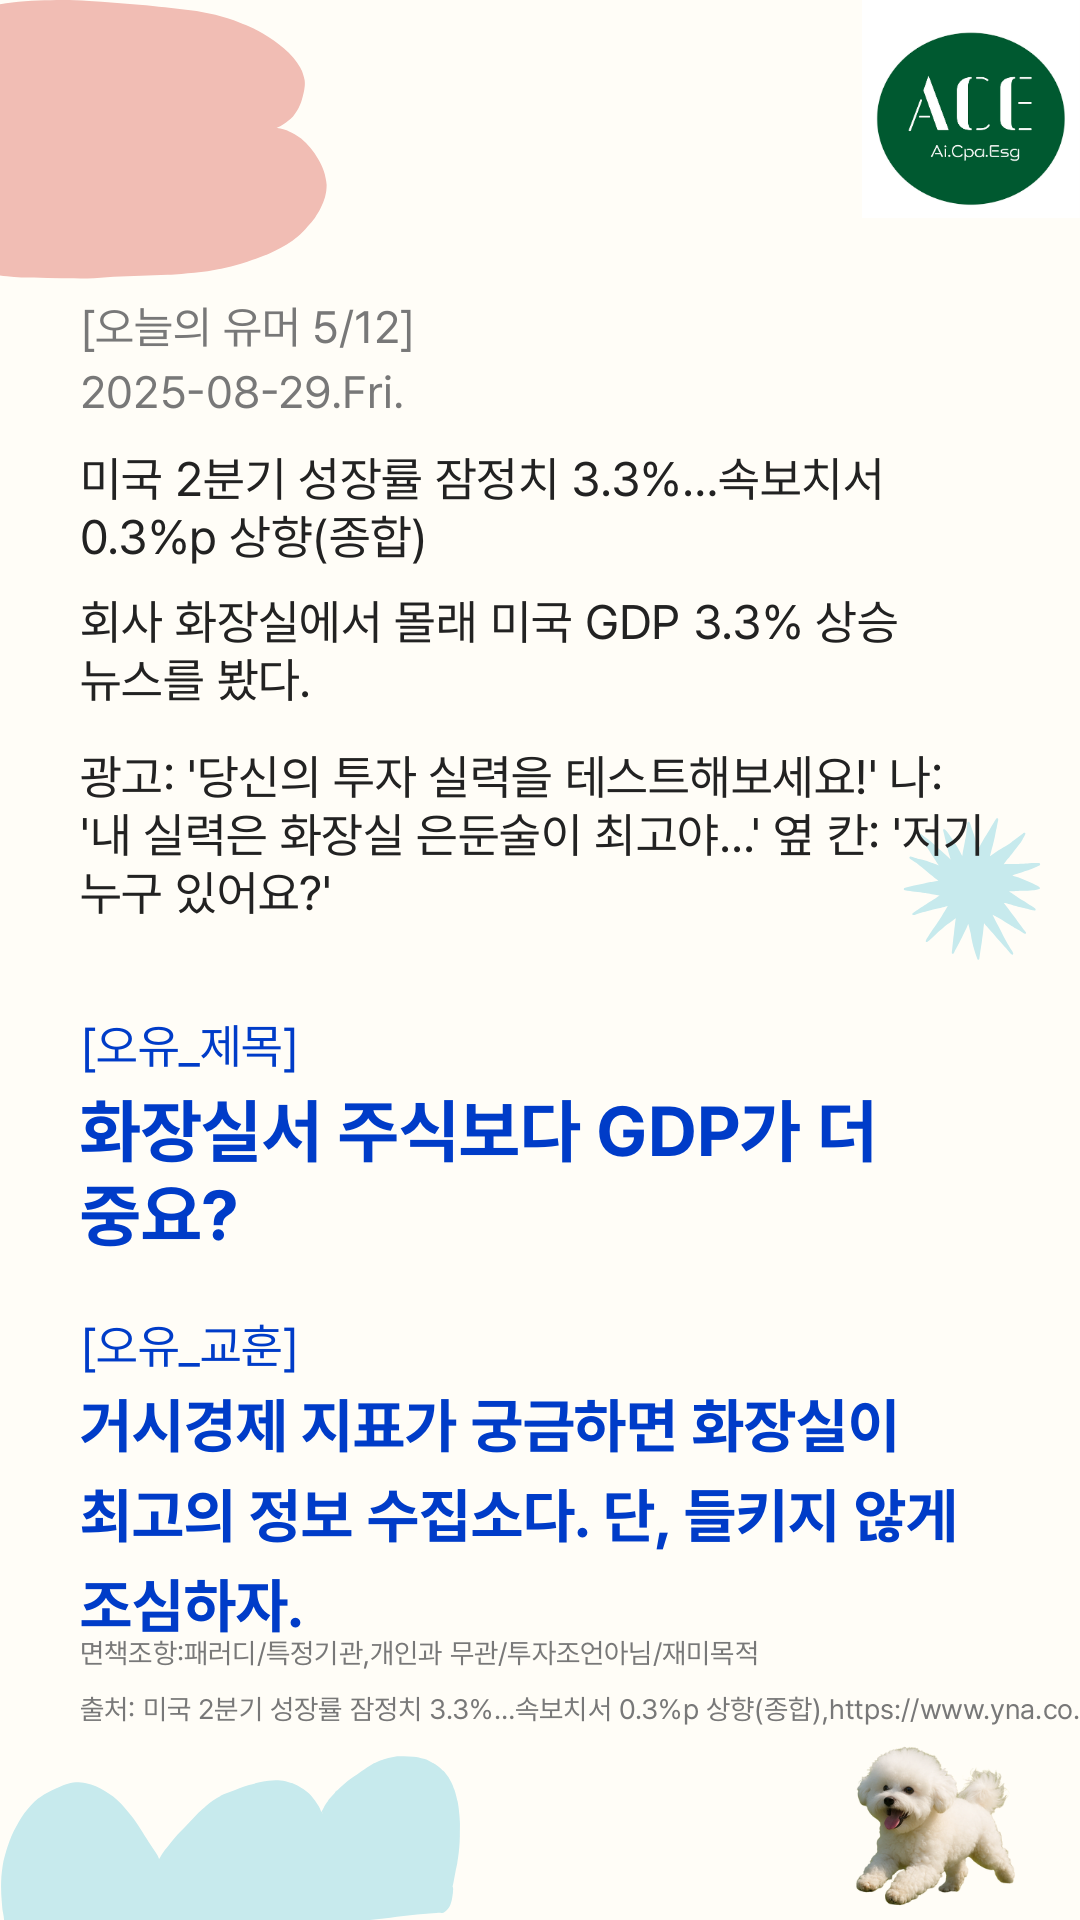 ACE
Ai.Cpa.Esg
[오늘의 유머 5/12]
2025-08-29.Fri.
미국 2분기 성장률 잠정치 3.3%...속보치서
0.3%p 상향(종합)
회사 화장실에서 몰래 미국 GDP 3.3% 상승
뉴스를 봤다.
광고: '당신의 투자 실력을 테스트해보세요!' 나:
'내 실력은 화장실 은둔술이 최고야...' 옆 칸: '저기
누구 있어요?'
[오유_제목]
화장실서 주식보다 GDP가 더
중요?
[오유_교훈]
거시경제 지표가 궁금하면 화장실이
최고의 정보 수집소다. 단, 들키지 않게
조심하자.
면책조항:패러디/특정기관,개인과 무관/투자조언아님/재미목적
출처: 미국 2분기 성장률 잠정치 3.3%...속보치서 0.3%p 상향(종합),https://www.yna.co.